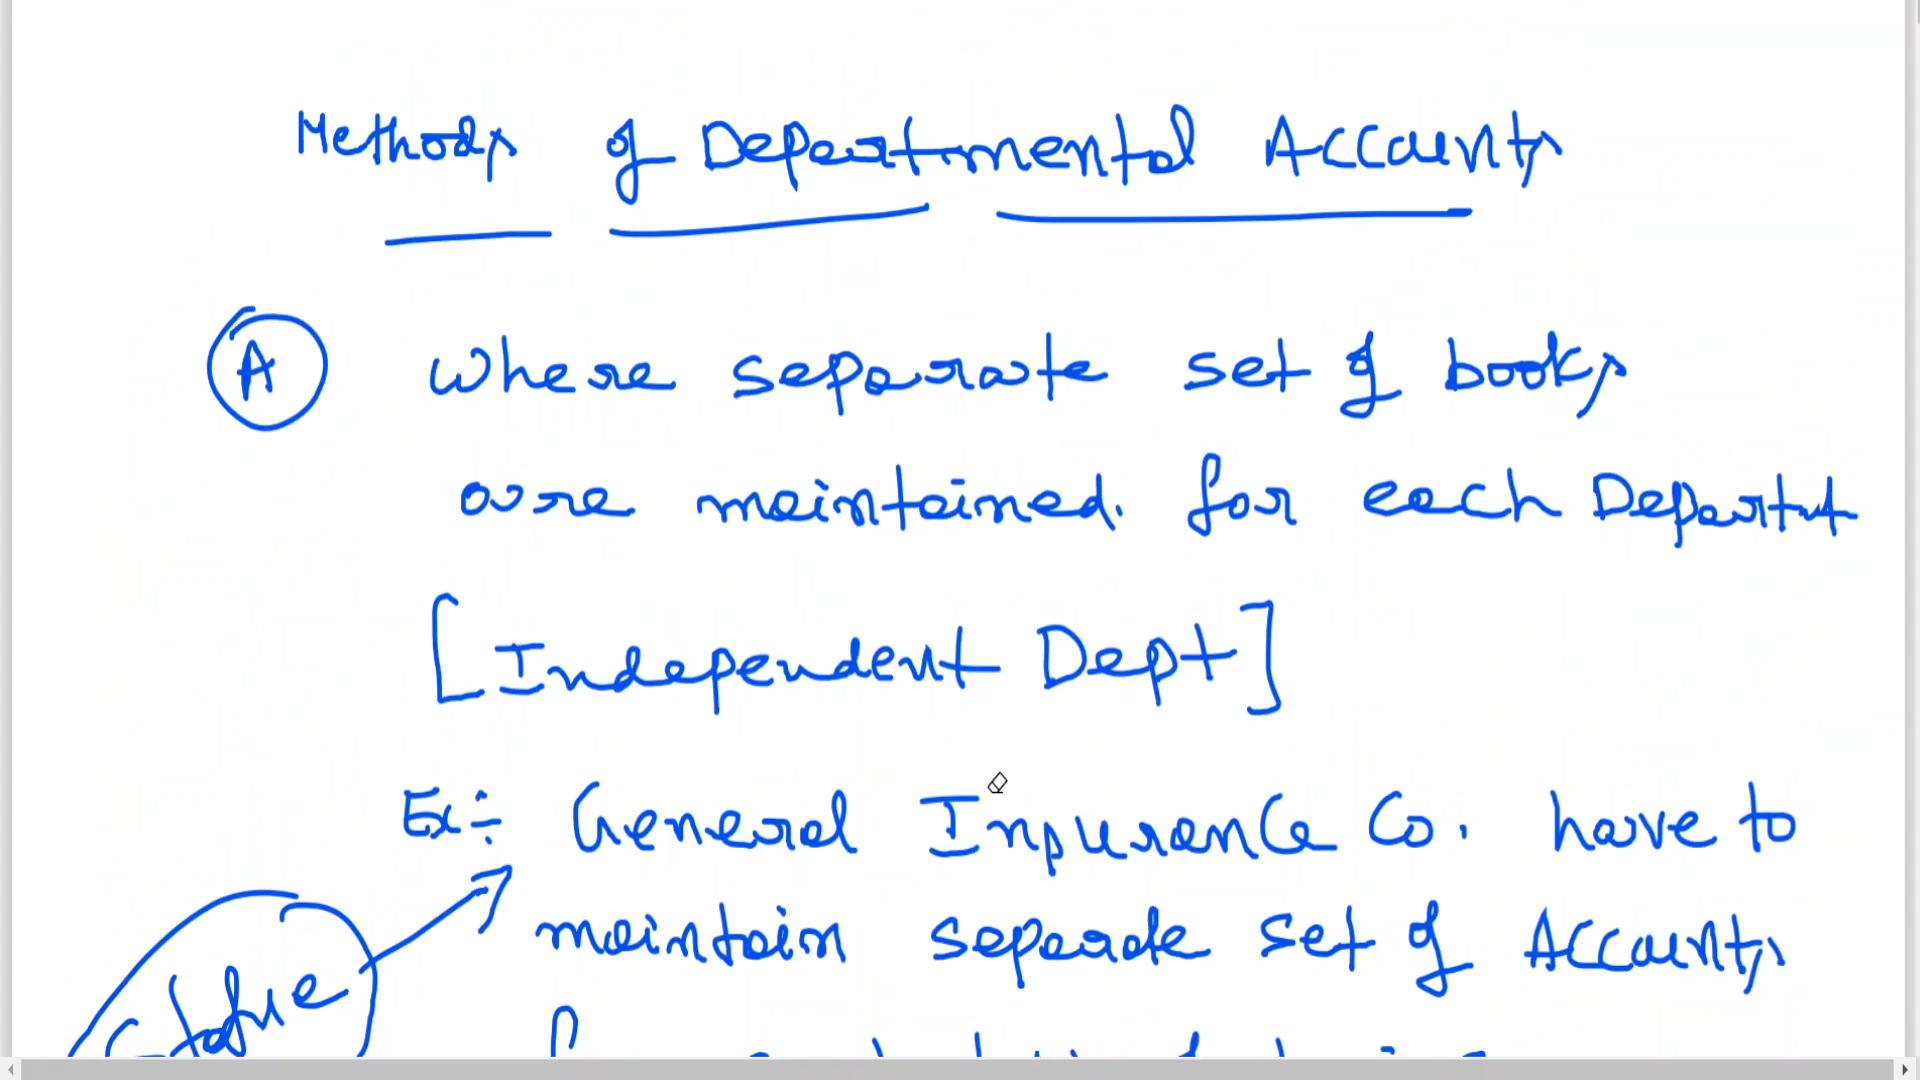 Methods of Departmental Accounts
A where separate set of books
are maintained for each Departmt
[Independent Dept]
Ex:- General Insurance Co. have to
maintain separate set of Accounts